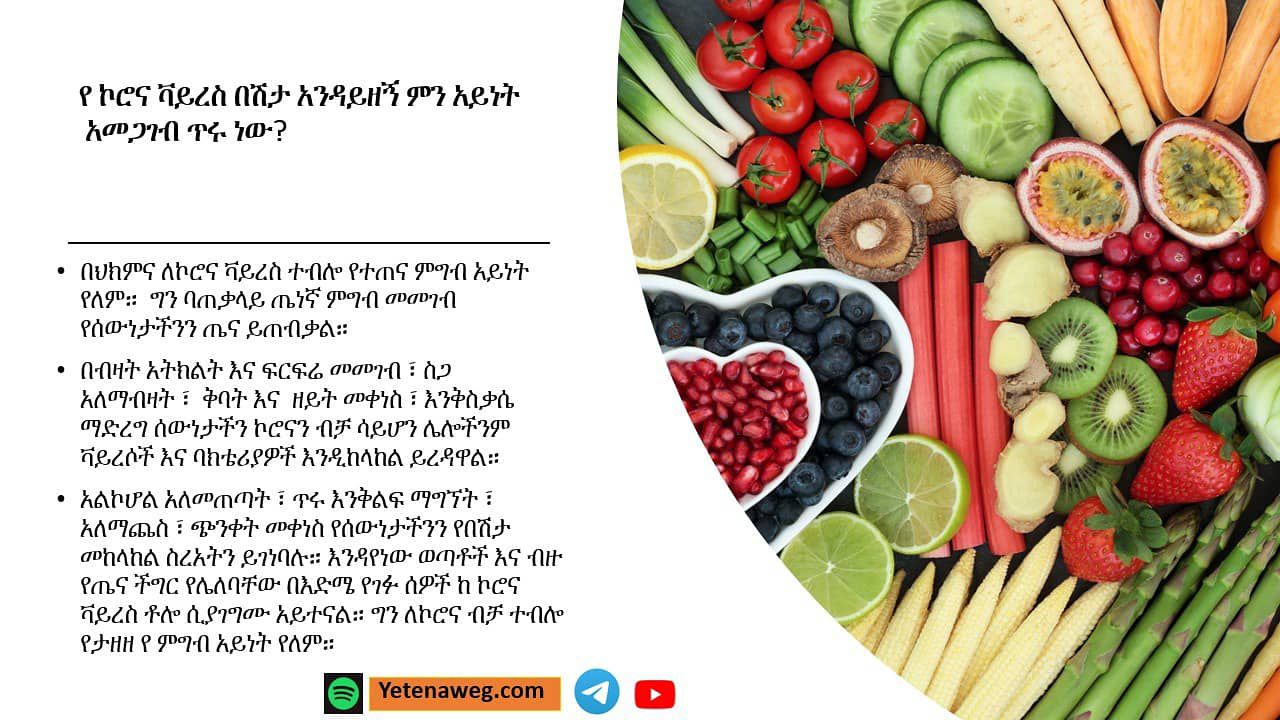 የ ኮሮና ቫይረስ በሽታ እንዳይዘኝ ምን አይነት
አመጋገብ ጥሩ ነው?
• በህክምና ለኮሮና ቫይረስ ተብሎ የተጠና ምግብ አይነት
የለም። ግን ባጠቃላይ ጤነኛ ምግብ መመገብ
የሰውነታችንን ጤና ይጠብቃል።
• በብዛት አትክልት እና ፍርፍሬ መመገብ ፣ ስጋ
አለማብዛት ፣ ቅባት እና ዘይት መቀነስ ፣ እንቅስቃሴ
ማድረግ ሰውነታችን ኮሮናን ብቻ ሳይሆን ሌሎችንም
ቫይረሶች እና ባክቴሪያዎች እንዲከላከል ይረዳዋል።
• አልኮሆል አለመጠጣት ፣ ጥሩ እንቅልፍ ማግኘት ፣
አለማጨስ ፣ ጭንቀት መቀነስ የሰውነታችንን የበሽታ
መከላከል ስረአትን ይገነባሉ። እንዳየነው ወጣቶች እና ብዙ
የጤና ችግር የሌለባቸው በእድሜ የገፉ ሰዎች ከ ኮሮና
ቫይረስ ቶሎ ሲያገግሙ አይተናል። ግን ለኮሮና ብቻ ተብሎ
የታዘዘ የ ምግብ አይነት የለም።
Yetenaweg.com